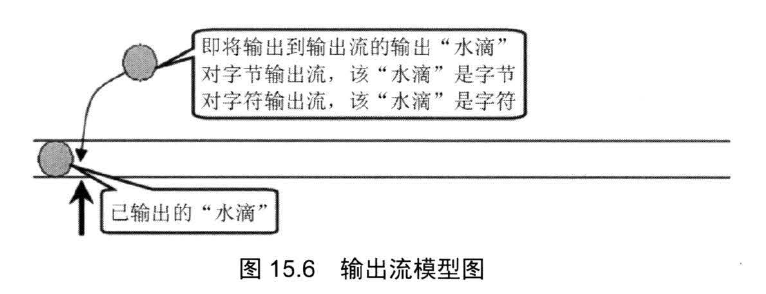 即将输出到输出流的输出“水滴”
对字节输出流，该“水滴”是字节
对字符输出流，该“水滴”是字符
已输出的“水滴”
图 15.6 输出流模型图